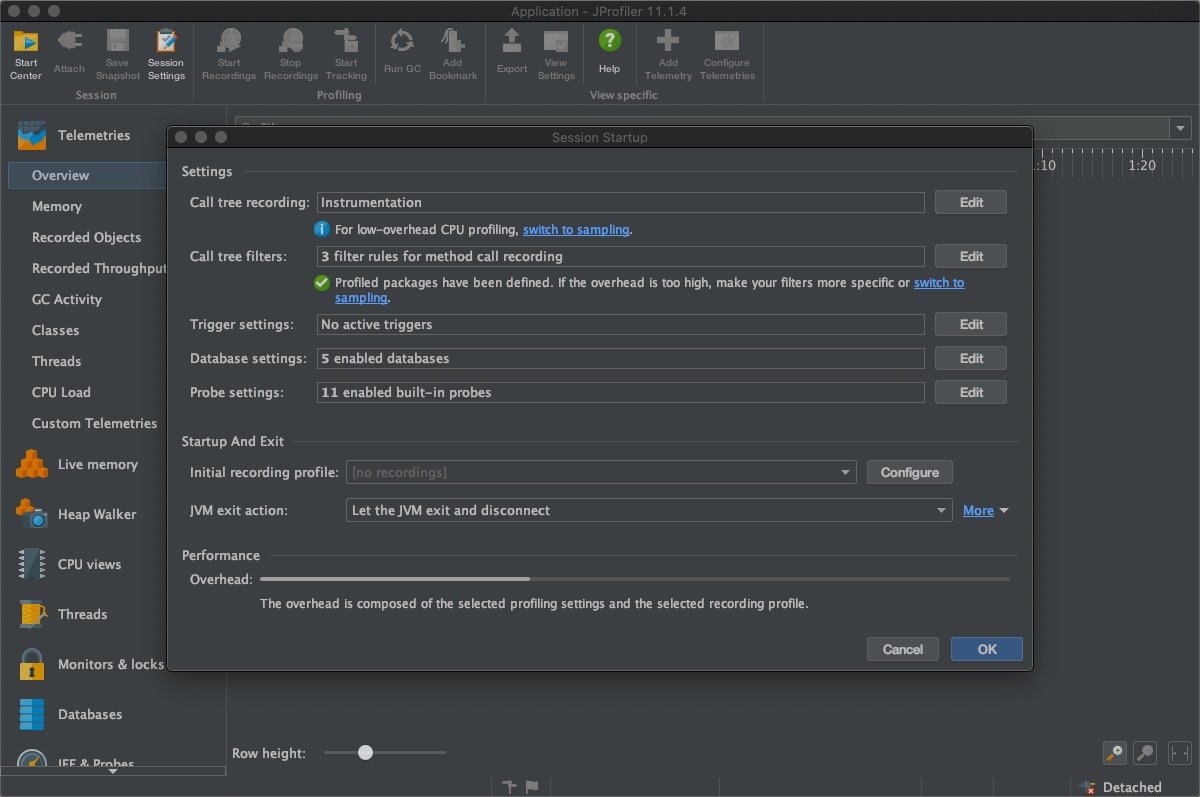 Application - JProfiler 11.1.4
Start Center
Attach
Save Snapshot
Session Settings
Start Recordings
Stop Recordings
Start Tracking
Run GC
Add Bookmark
Export
View Settings
Help
Add Telemetry
Configure Telemetries
Session
Profiling
View specific
Telemetries
Overview
Memory
Recorded Objects
Recorded Throughput
GC Activity
Classes
Threads
CPU Load
Custom Telemetries
Live memory
Heap Walker
CPU views
Threads
Monitors & locks
Databases
JEE & Probes
:10
1:20
Session Startup
Settings
Call tree recording:
Instrumentation
Edit
For low-overhead CPU profiling, switch to sampling.
Call tree filters:
3 filter rules for method call recording
Edit
Profiled packages have been defined. If the overhead is too high, make your filters more specific or switch to
sampling.
Trigger settings:
No active triggers
Edit
Database settings:
5 enabled databases
Edit
Probe settings:
11 enabled built-in probes
Edit
Startup And Exit
Initial recording profile:
[no recordings]
Configure
JVM exit action:
Let the JVM exit and disconnect
More
Performance
Overhead:
The overhead is composed of the selected profiling settings and the selected recording profile.
Cancel
OK
Row height:
Detached